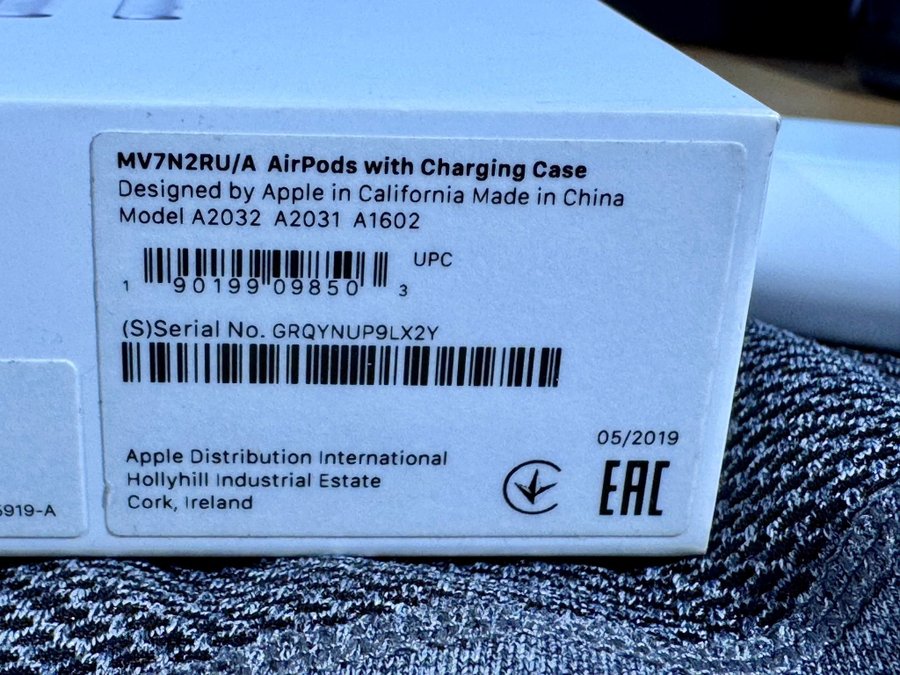 MV7N2RU/A AirPods with Charging Case
Designed by Apple in California Made in China
Model A2032 A2031 A1602
UPC
1 90199 09850 3
(S)Serial No. GRQYNUP9LX2Y
05/2019
Apple Distribution International
Hollyhill Industrial Estate
Cork, Ireland
EAC
5919-A